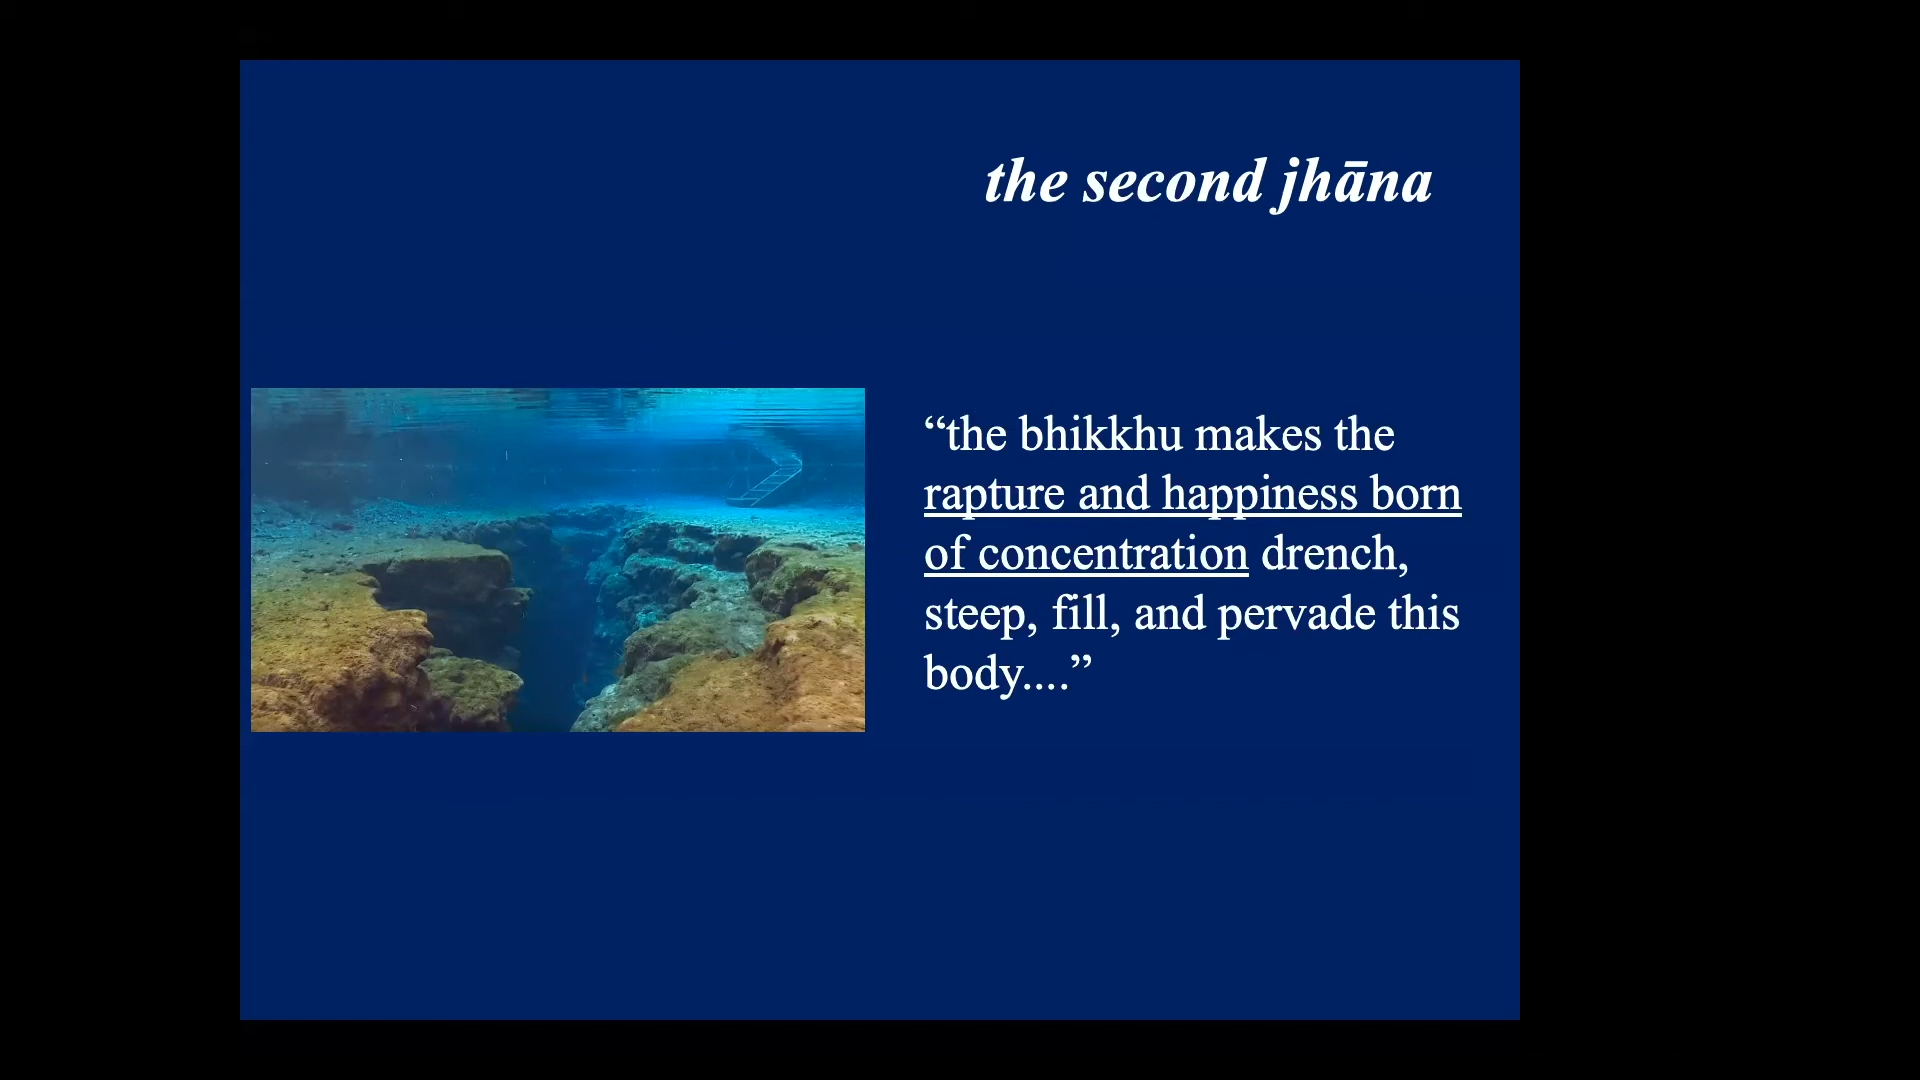 the second jhāna
“the bhikkhu makes the
rapture and happiness born
of concentration drench,
steep, fill, and pervade this
body....”